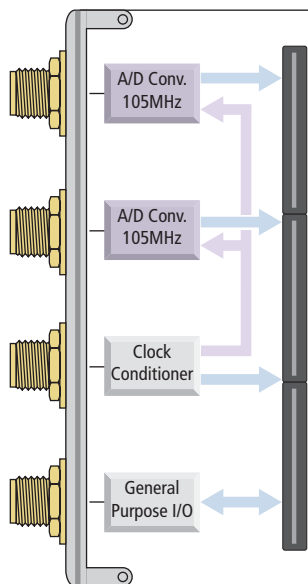 A/D Conv.
105MHz
A/D Conv.
105MHz
Clock
Conditioner
General
Purpose I/O